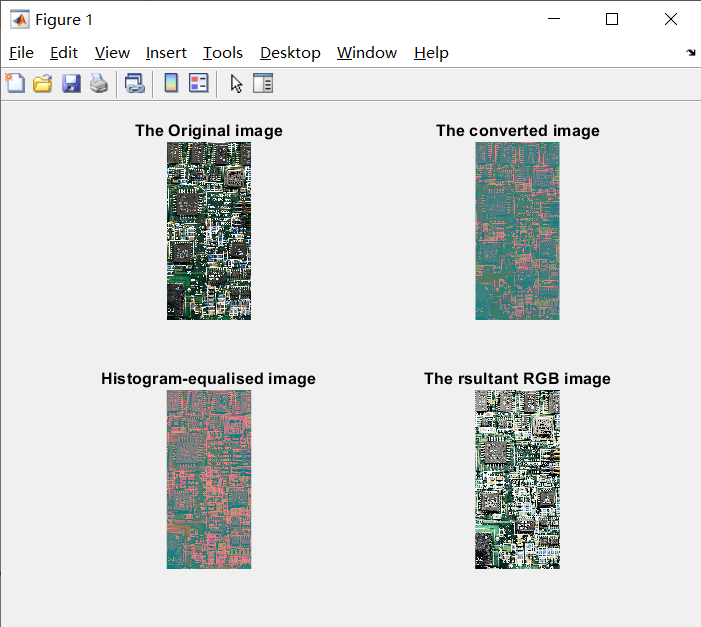 Figure 1
File Edit View Insert Tools Desktop Window Help
The Original image
The converted image
Histogram-equalised image
The rsultant RGB image